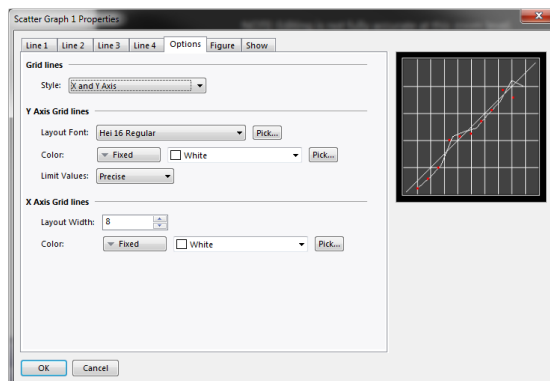 Scatter Graph 1 Properties
Line 1 Line 2 Line 3 Line 4 Options Figure Show
Grid lines
Style: X and Y Axis
Y Axis Grid lines
Layout Font: Hei 16 Regular Pick...
Color: Fixed White Pick...
Limit Values: Precise
X Axis Grid lines
Layout Width: 8
Color: Fixed White Pick...
OK Cancel